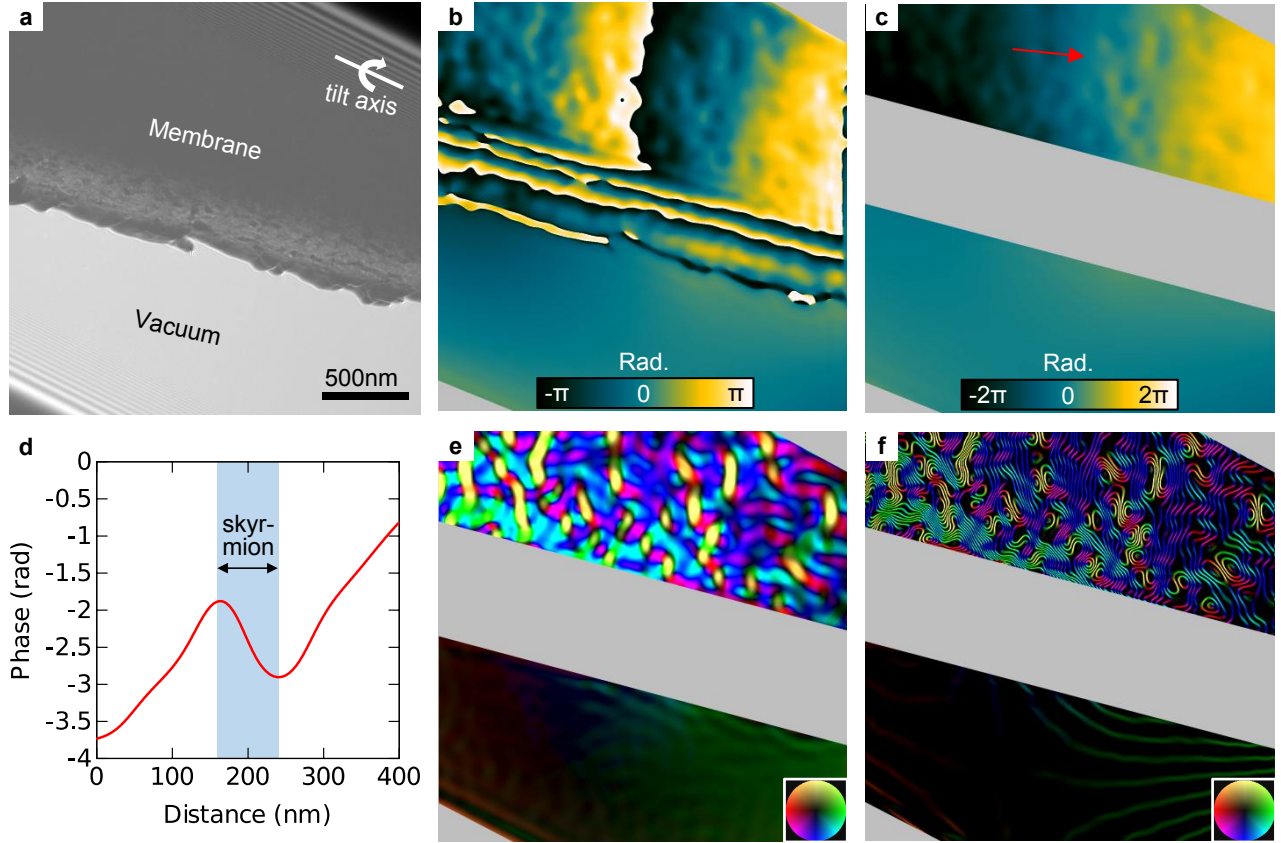 a
tilt axis
Membrane
Vacuum
500nm
b
Rad.
-π 0 π
c
Rad.
-2π 0 2π
d
0
-0.5
-1
-1.5
-2
-2.5
-3
-3.5
-4
skyr-
mion
0 100 200 300 400
Phase (rad)
Distance (nm)
e
f